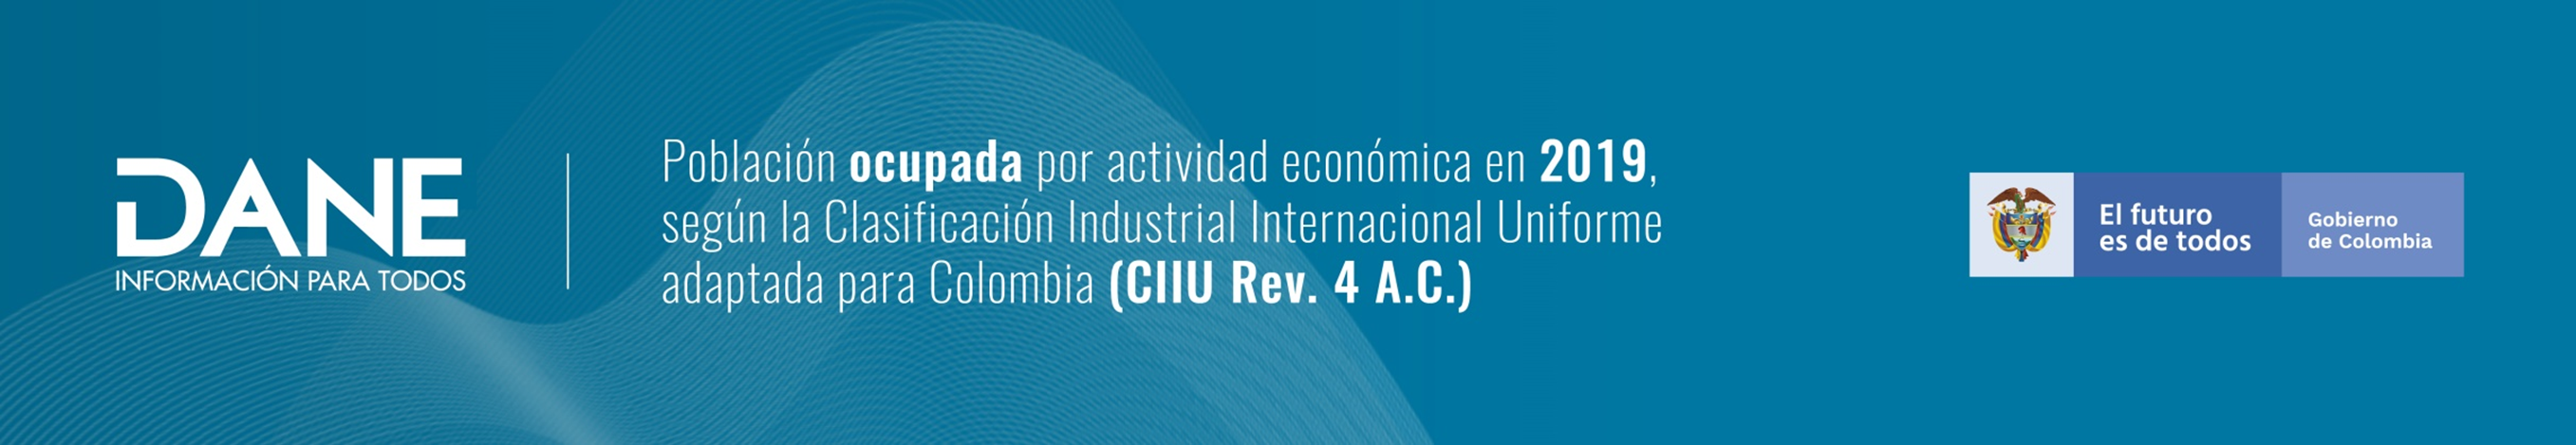 DANE
INFORMACIÓN PARA TODOS
Población ocupada por actividad económica en 2019,
según la Clasificación Industrial Internacional Uniforme
adaptada para Colombia (CIIU Rev. 4 A.C.)
El futuro
es de todos
Gobierno
de Colombia